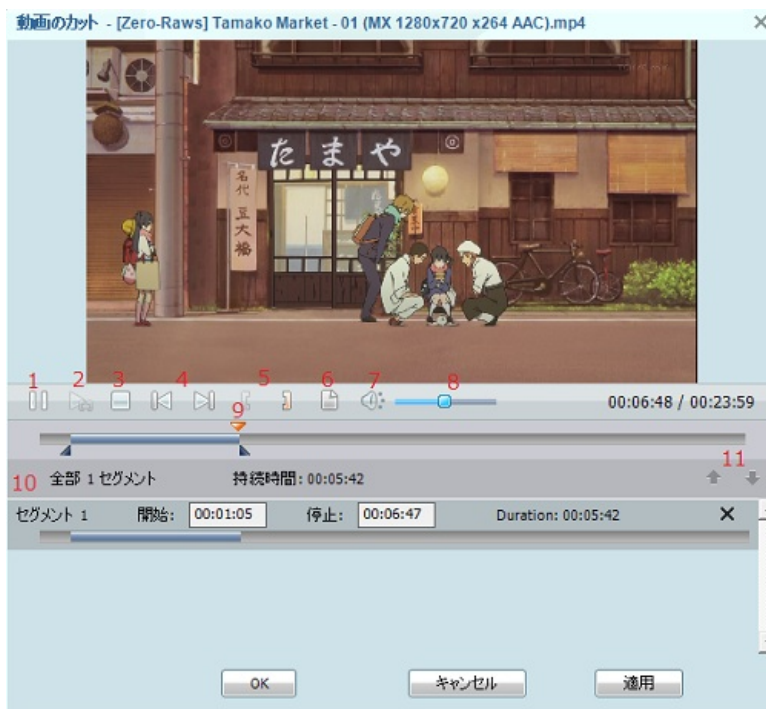 動画のカット - [Zero-Raws] Tamako Market - 01 (MX 1280x720 x264 AAC).mp4
たまや
名代 豆大福
1 2 3 4 5 6 7 8
9
00:06:48 / 00:23:59
11
10 全部 1 セグメント 持続時間: 00:05:42
セグメント 1 開始: 00:01:05 停止: 00:06:47 Duration: 00:05:42
OK キャンセル 適用